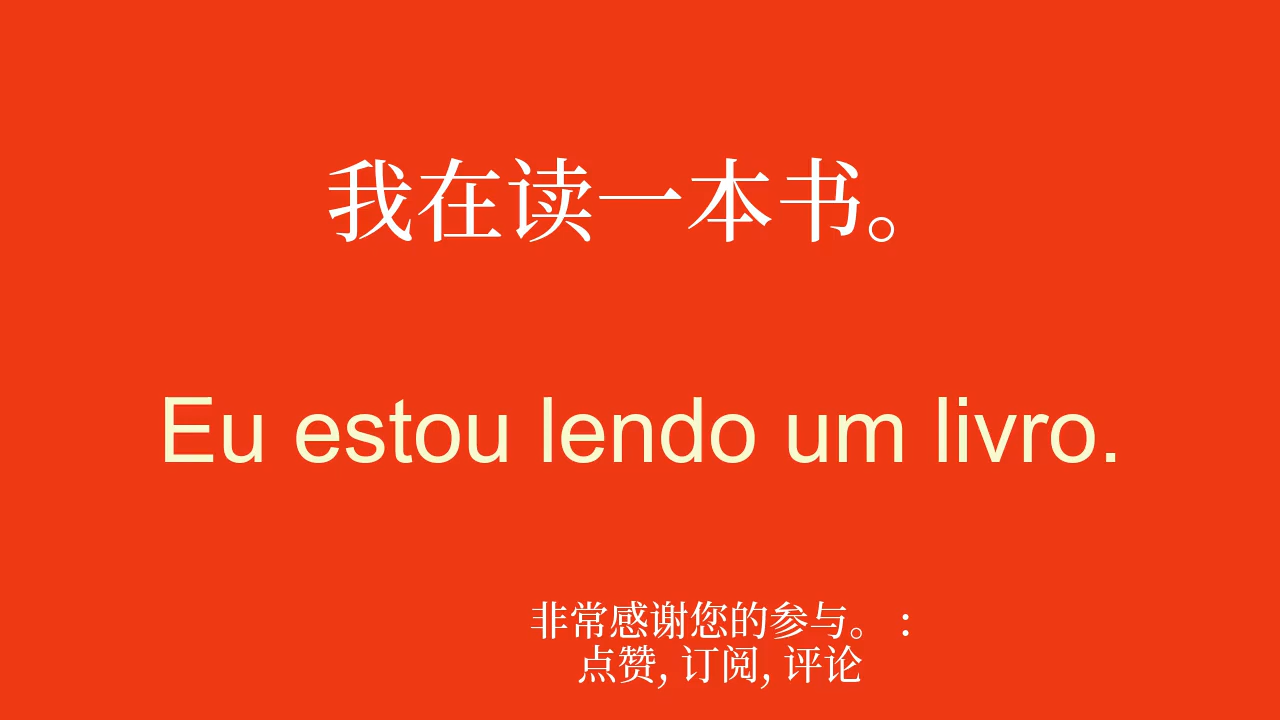 我在读一本书。
Eu estou lendo um livro.
非常感谢您的参与。 :
点赞, 订阅, 评论